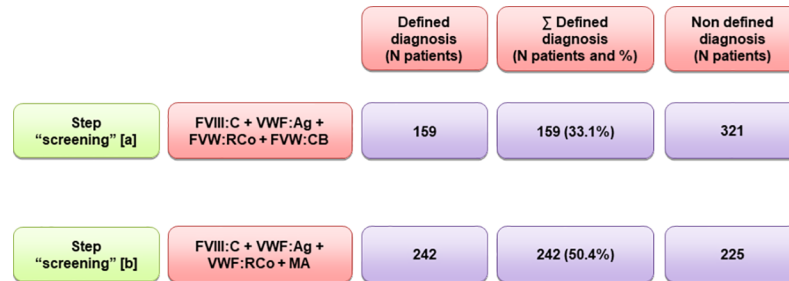 Defined
diagnosis
(N patients)
∑ Defined
diagnosis
(N patients and %)
Non defined
diagnosis
(N patients)
Step
“screening” [a]
FVIII:C + VWF:Ag +
FVW:RCo + FVW:CB
159
159 (33.1%)
321
Step
“screening” [b]
FVIII:C + VWF:Ag +
VWF:RCo + MA
242
242 (50.4%)
225